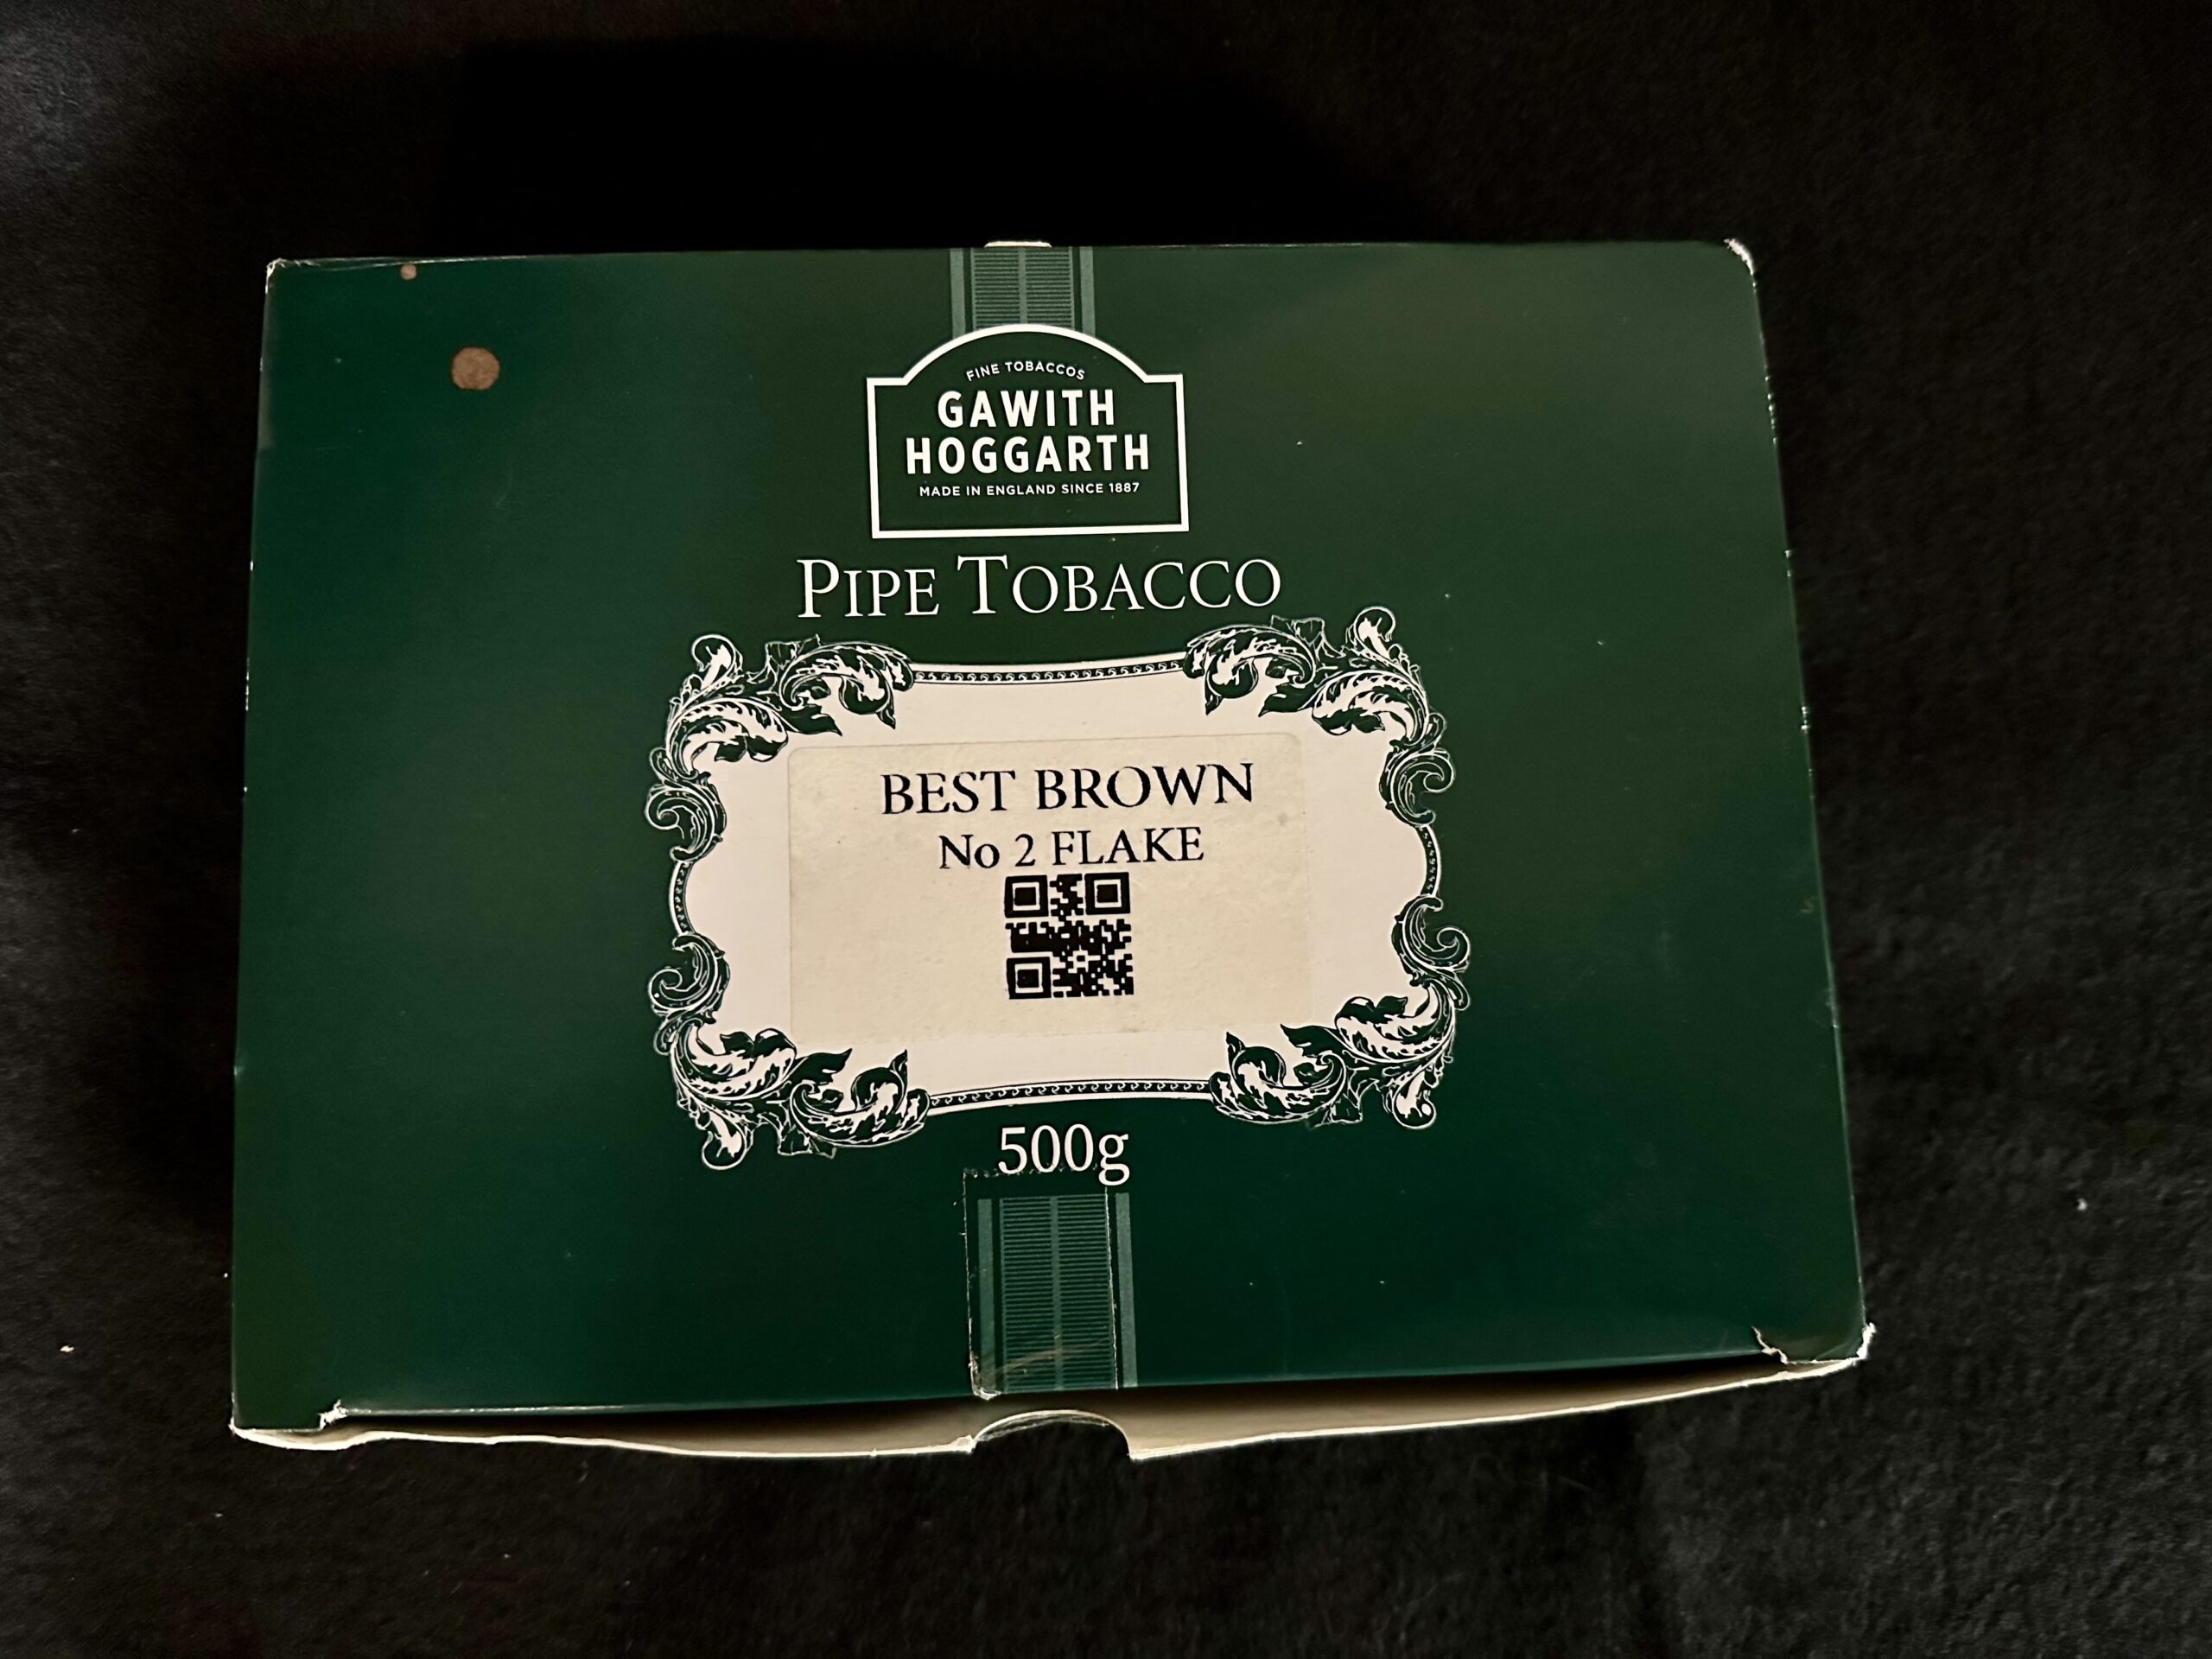 FINE TOBACCOS
GAWITH
HOGGARTH
MADE IN ENGLAND SINCE 1887
PIPE TOBACCO
BEST BROWN
No 2 FLAKE
500g